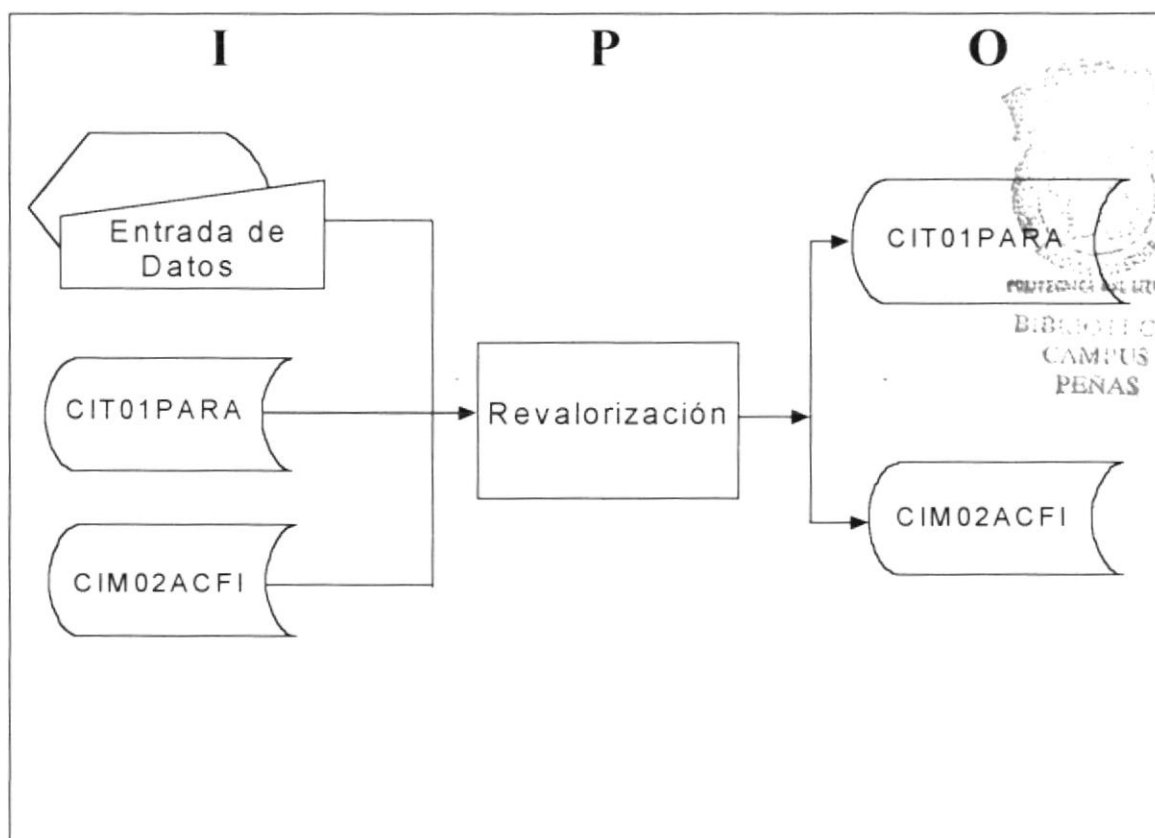 I P O
Entrada de
Datos
CIT01PARA
CIM02ACFI
Revalorización
CIT01PARA
CIM02ACFI
CAMPUS
PEÑAS